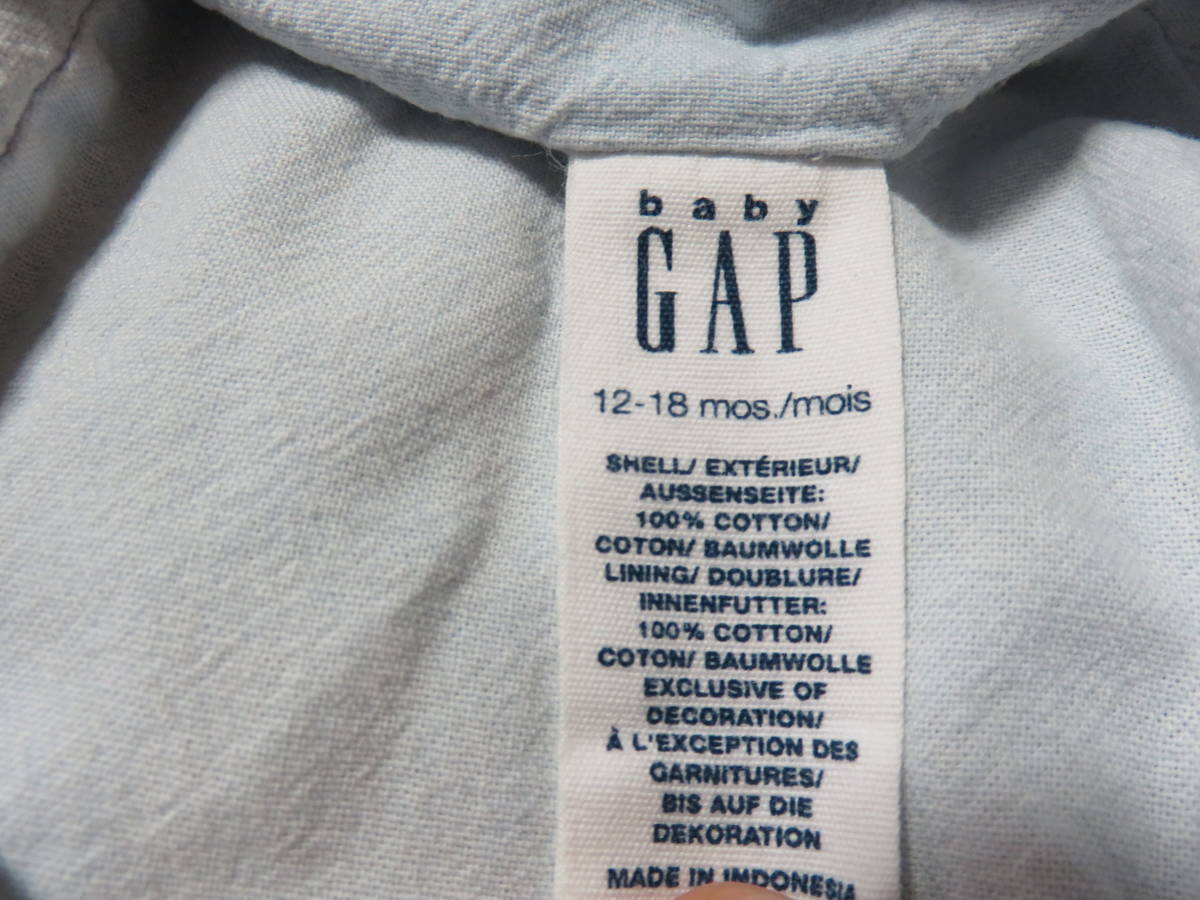 baby
GAP
12-18 mos./mois
SHELL/ EXTÉRIEUR/
AUSSENSEITE:
100% COTTON/
COTON/ BAUMWOLLE
LINING/ DOUBLURE/
INNENFUTTER:
100% COTTON/
COTON/ BAUMWOLLE
EXCLUSIVE OF
DECORATION/
À L'EXCEPTION DES
GARNITURES/
BIS AUF DIE
DEKORATION
MADE IN INDONESIA